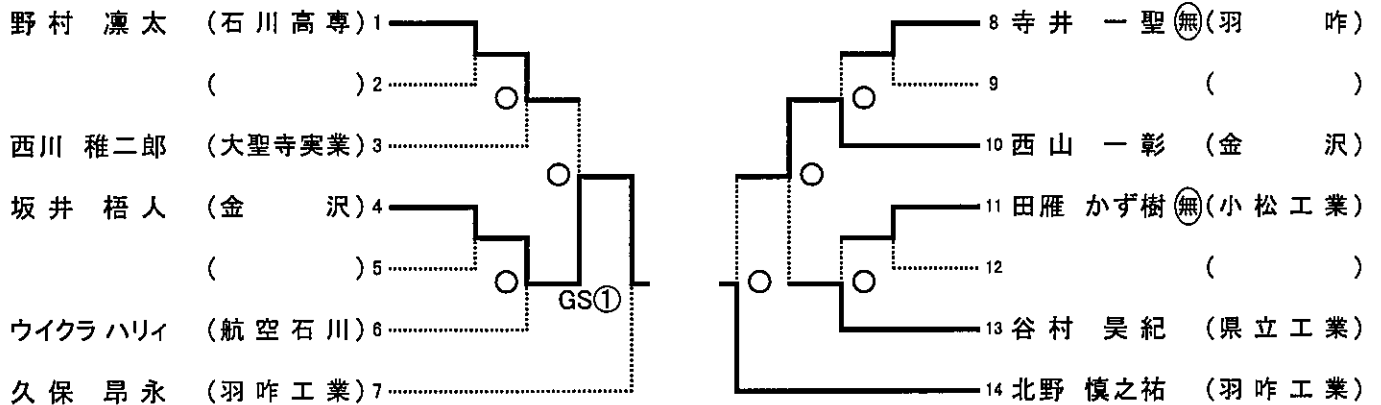 野村 凛太 (石川高専) 1
( ) 2
西川 稚二郎 (大聖寺実業) 3
坂井 梧人 (金 沢) 4
( ) 5
ウイクラ ハリィ (航空石川) 6
久保 昻永 (羽咋工業) 7
GS①
8 寺井 一聖 ㊇(羽 咋)
9 ( )
10 西山 一彰 (金 沢)
11 田雁 かず樹 無(小松工業)
12 ( )
13 谷村 昊紀 (県立工業)
14 北野 慎之祐 (羽咋工業)